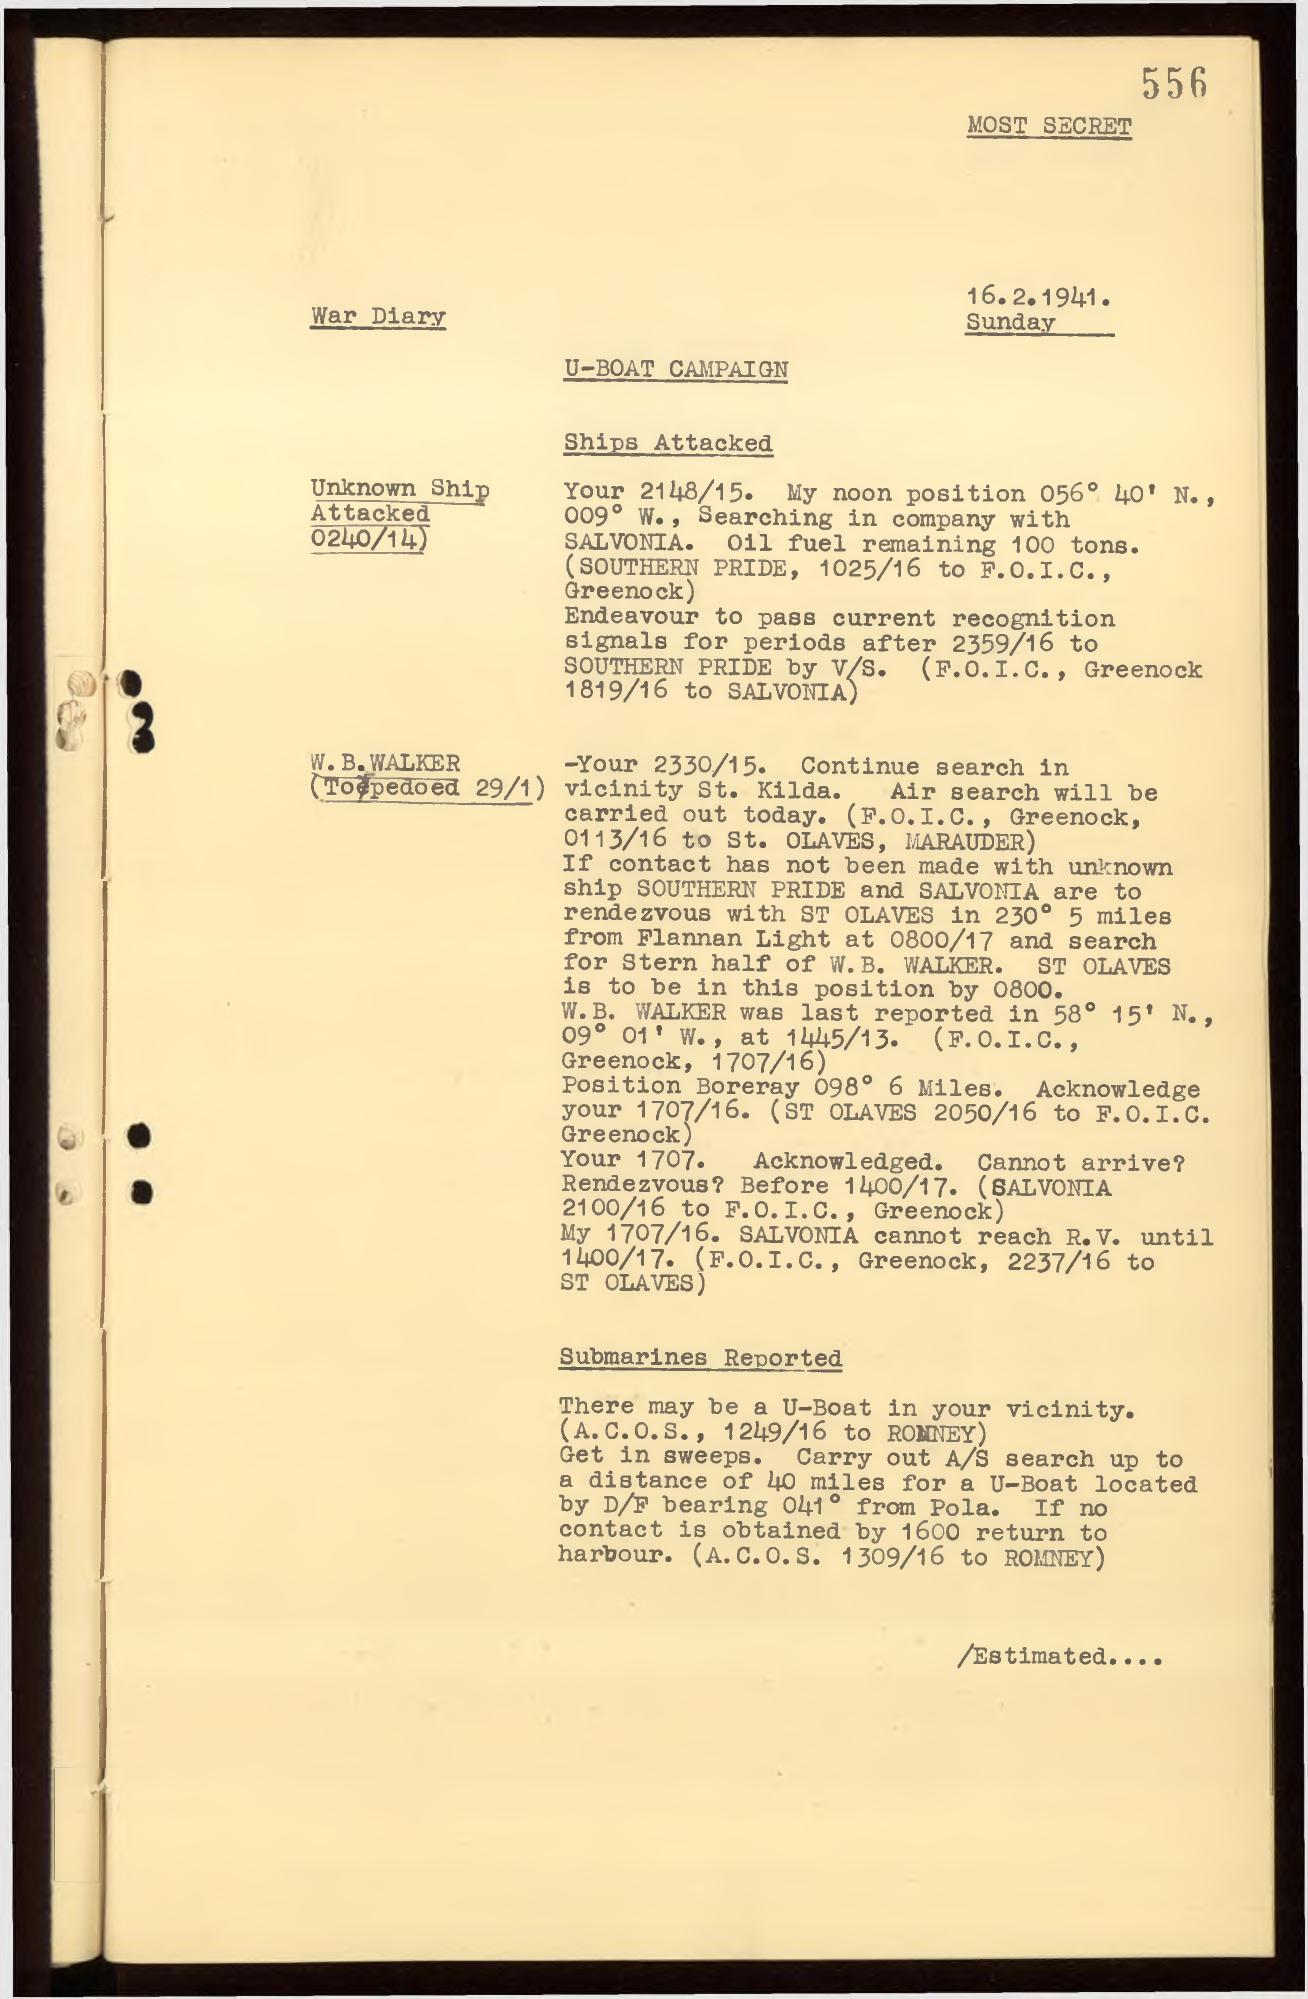 556
MOST SECRET
16.2.1941.
War Diary
Sunday
U-BOAT CAMPAIGN
Ships Attacked
Unknown Ship
Attacked
0240/14)
Your 2148/15. My noon position 056° 40' N.,
009° W., Searching in company with
SALVONIA. Oil fuel remaining 100 tons.
(SOUTHERN PRIDE, 1025/16 to F.O.I.C.,
Greenock)
Endeavour to pass current recognition
signals for periods after 2359/16 to
SOUTHERN PRIDE by V/S. (F.O.I.C., Greenock
1819/16 to SALVONIA)
W.B.WALKER
(Torpedoed 29/1)
-Your 2330/15. Continue search in
vicinity St. Kilda. Air search will be
carried out today. (F.O.I.C., Greenock,
0113/16 to St. OLAVES, MARAUDER)
If contact has not been made with unknown
ship SOUTHERN PRIDE and SALVONIA are to
rendezvous with ST OLAVES in 230° 5 miles
from Flannan Light at 0800/17 and search
for Stern half of W.B. WALKER. ST OLAVES
is to be in this position by 0800.
W.B. WALKER was last reported in 58° 15' N.,
09° 01' W., at 1445/13. (F.O.I.C.,
Greenock, 1707/16)
Position Boreray 098° 6 Miles. Acknowledge
your 1707/16. (ST OLAVES 2050/16 to F.O.I.C.
Greenock)
Your 1707. Acknowledged. Cannot arrive?
Rendezvous? Before 1400/17. (SALVONIA
2100/16 to F.O.I.C., Greenock)
My 1707/16. SALVONIA cannot reach R.V. until
1400/17. (F.O.I.C., Greenock, 2237/16 to
ST OLAVES)
Submarines Reported
There may be a U-Boat in your vicinity.
(A.C.O.S., 1249/16 to ROMNEY)
Get in sweeps. Carry out A/S search up to
a distance of 40 miles for a U-Boat located
by D/F bearing 041° from Pola. If no
contact is obtained by 1600 return to
harbour. (A.C.O.S. 1309/16 to ROMNEY)
/Estimated....